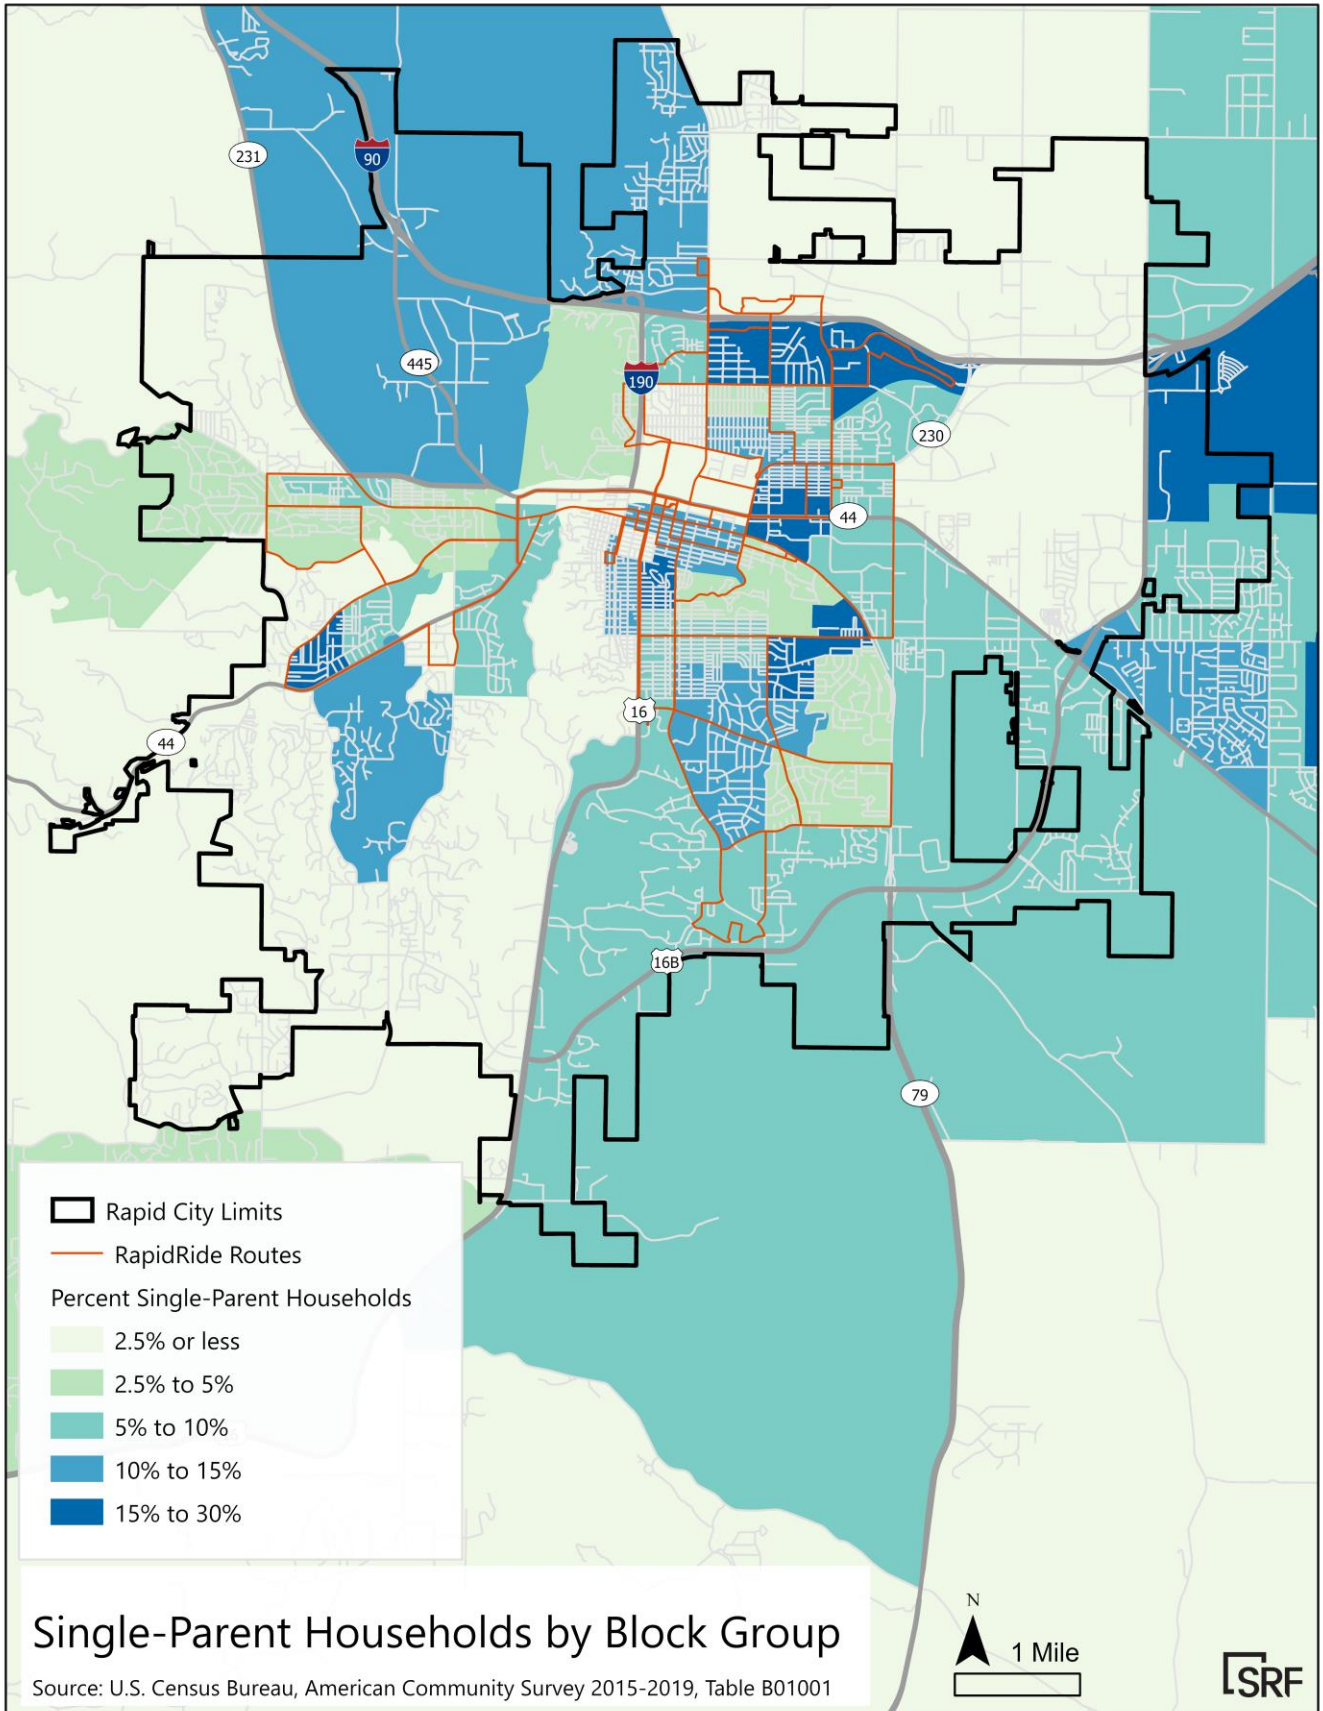 231
90
445
190
230
44
16
44
16B
79
Rapid City Limits
RapidRide Routes
Percent Single-Parent Households
2.5% or less
2.5% to 5%
5% to 10%
10% to 15%
15% to 30%
Single-Parent Households by Block Group
Source: U.S. Census Bureau, American Community Survey 2015-2019, Table B01001
N
1 Mile
SRF